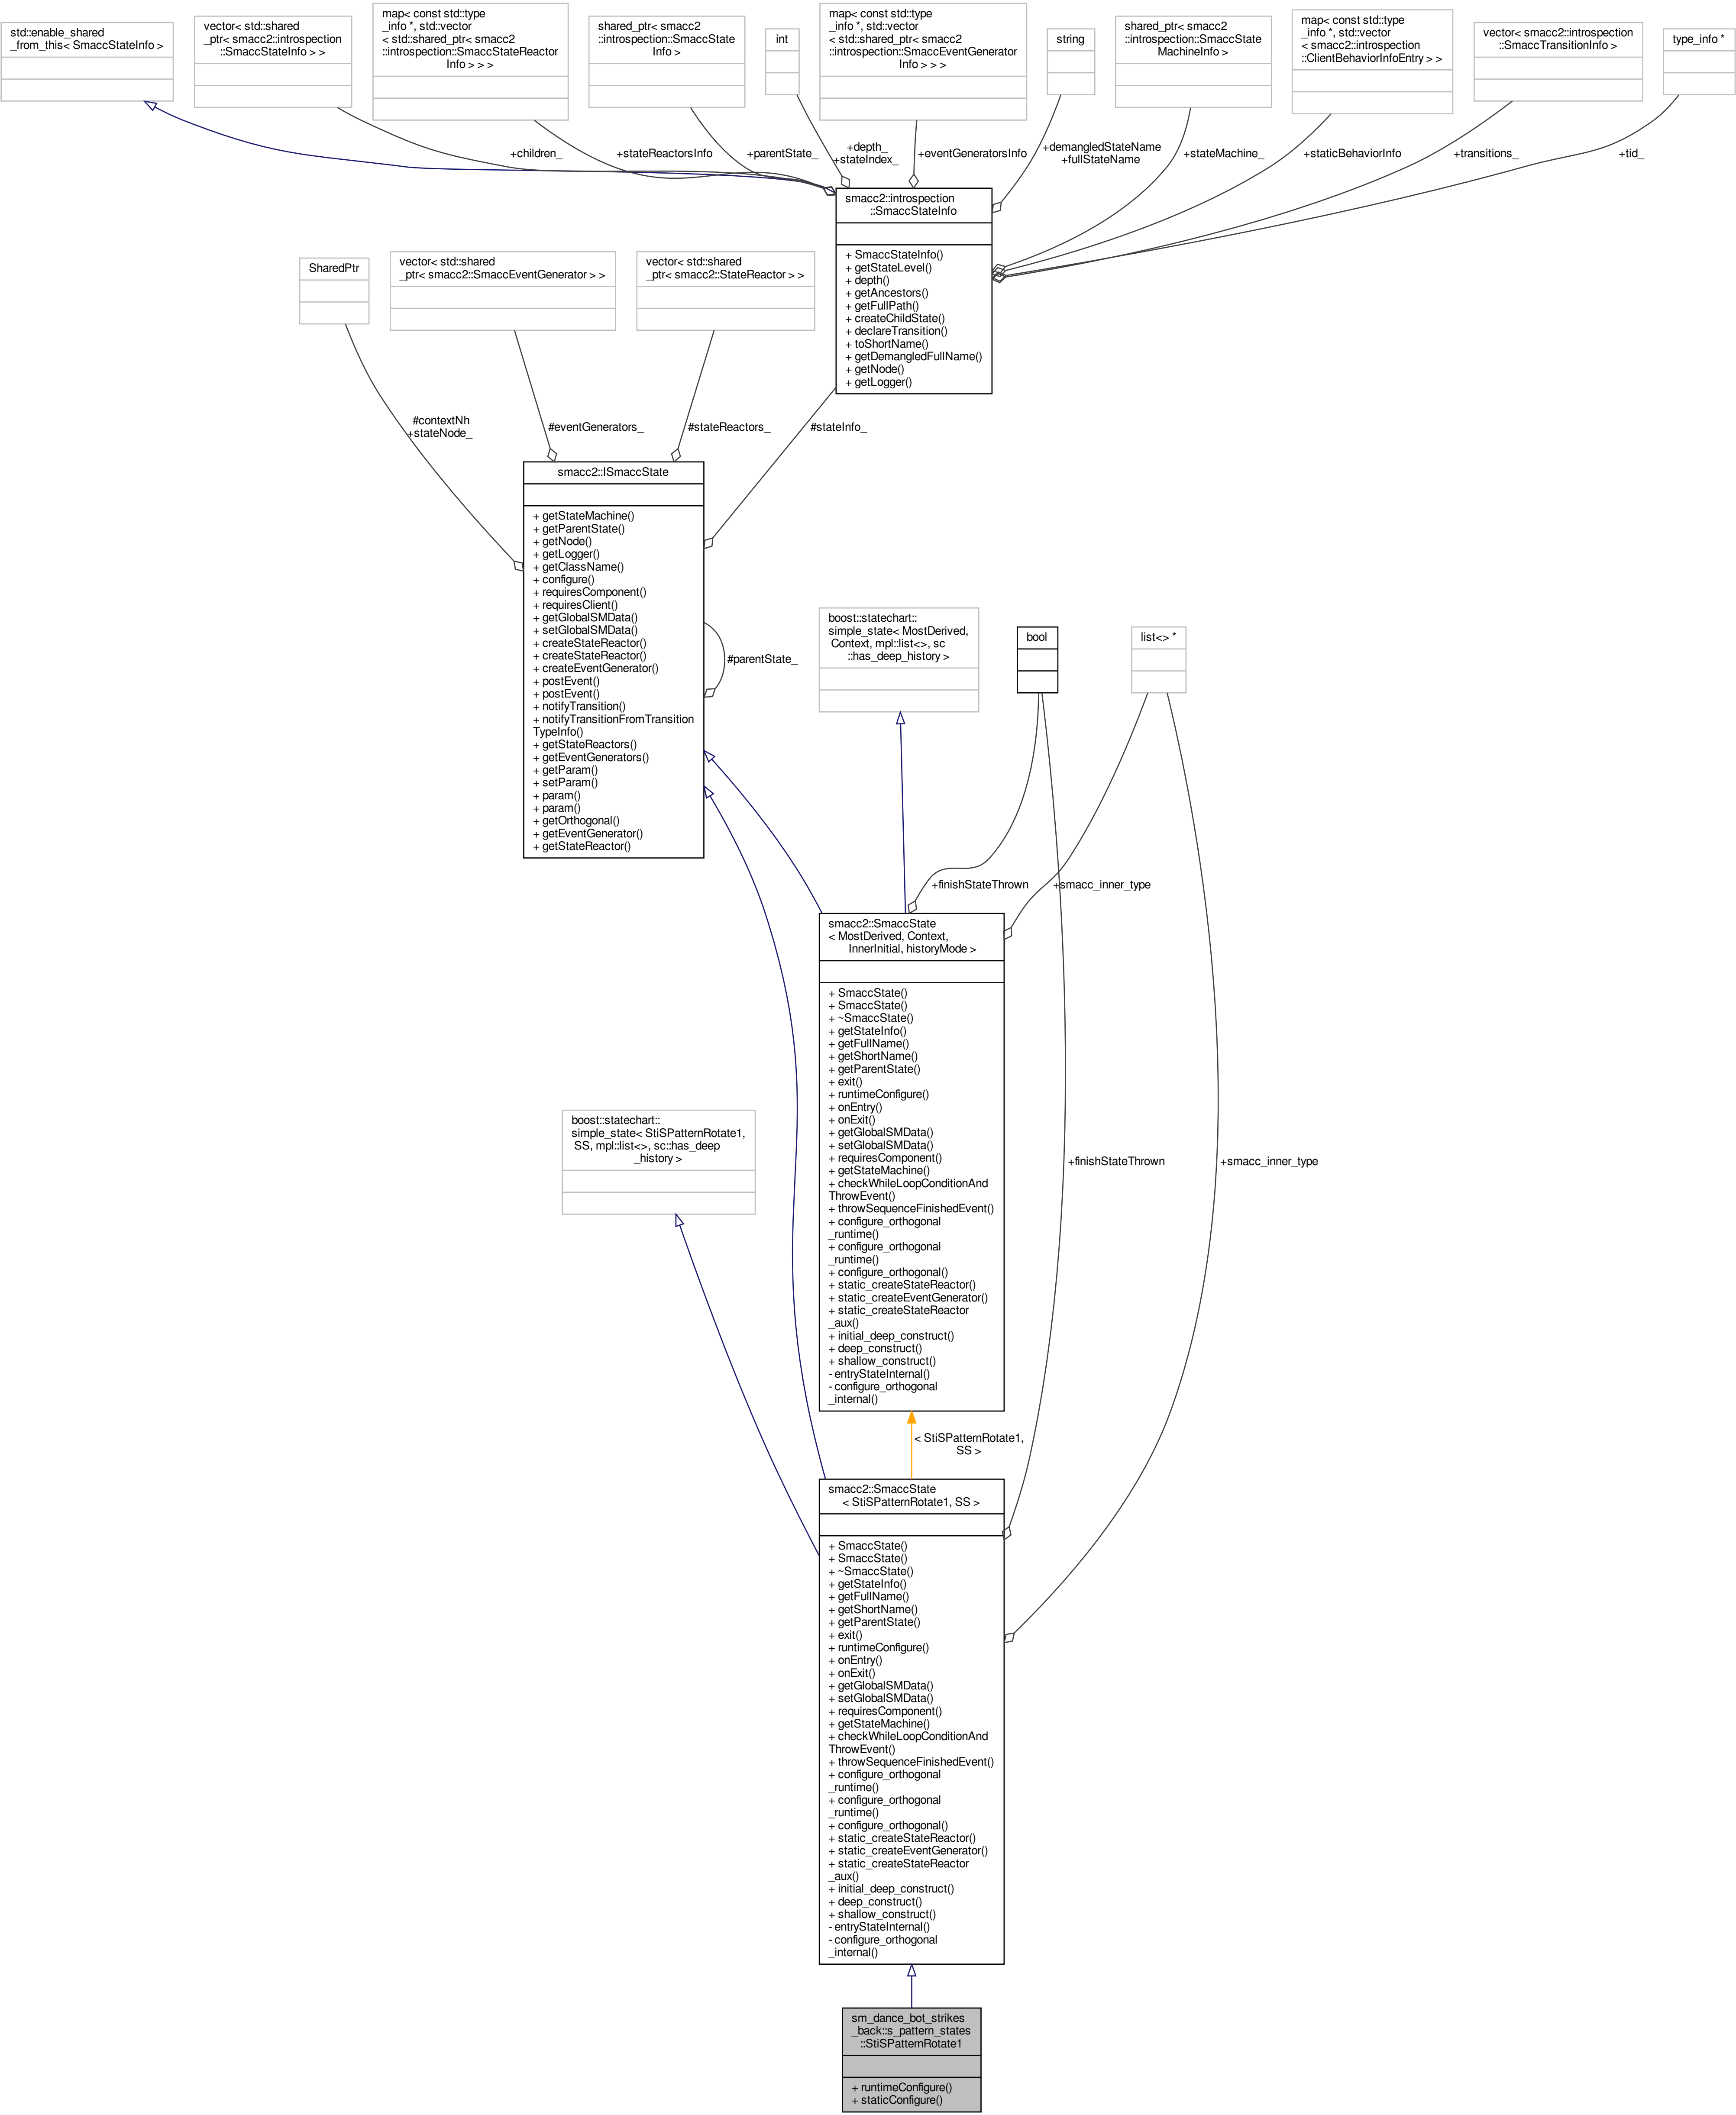 std::enable_shared
_from_this< SmaccStateInfo >
vector< std::shared
_ptr< smacc2::introspection
::SmaccStateInfo > >
map< const std::type
_info *, std::vector
< std::shared_ptr< smacc2
::introspection::SmaccStateReactor
Info > > >
shared_ptr< smacc2
::introspection::SmaccState
Info >
int
map< const std::type
_info *, std::vector
< std::shared_ptr< smacc2
::introspection::SmaccEventGenerator
Info > > >
string
shared_ptr< smacc2
::introspection::SmaccState
MachineInfo >
map< const std::type
_info *, std::vector
< smacc2::introspection
::ClientBehaviorInfoEntry > >
vector< smacc2::introspection
::SmaccTransitionInfo >
type_info *
+children_
+stateReactorsInfo
+parentState_
+depth_
+stateIndex_
+eventGeneratorsInfo
+demangledStateName
+fullStateName
+stateMachine_
+staticBehaviorInfo
+transitions_
+tid_
smacc2::introspection
::SmaccStateInfo
+ SmaccStateInfo()
+ getStateLevel()
+ depth()
+ getAncestors()
+ getFullPath()
+ createChildState()
+ declareTransition()
+ toShortName()
+ getDemangledFullName()
+ getNode()
+ getLogger()
SharedPtr
vector< std::shared
_ptr< smacc2::SmaccEventGenerator > >
vector< std::shared
_ptr< smacc2::StateReactor > >
#contextNh
+stateNode_
#eventGenerators_
#stateReactors_
#stateInfo_
smacc2::ISmaccState
+ getStateMachine()
+ getParentState()
+ getNode()
+ getLogger()
+ getClassName()
+ configure()
+ requiresComponent()
+ requiresClient()
+ getGlobalSMData()
+ setGlobalSMData()
+ createStateReactor()
+ createStateReactor()
+ createEventGenerator()
+ postEvent()
+ postEvent()
+ notifyTransition()
+ notifyTransitionFromTransition
TypeInfo()
+ getStateReactors()
+ getEventGenerators()
+ getParam()
+ setParam()
+ param()
+ param()
+ getOrthogonal()
+ getEventGenerator()
+ getStateReactor()
#parentState_
boost::statechart::
simple_state< MostDerived,
Context, mpl::list<>, sc
::has_deep_history >
bool
list<> *
+finishStateThrown
+smacc_inner_type
smacc2::SmaccState
< MostDerived, Context,
InnerInitial, historyMode >
+ SmaccState()
+ SmaccState()
+ ~SmaccState()
+ getStateInfo()
+ getFullName()
+ getShortName()
+ getParentState()
+ exit()
+ runtimeConfigure()
+ onEntry()
+ onExit()
+ getGlobalSMData()
+ setGlobalSMData()
+ requiresComponent()
+ getStateMachine()
+ checkWhileLoopConditionAnd
ThrowEvent()
+ throwSequenceFinishedEvent()
+ configure_orthogonal
_runtime()
+ configure_orthogonal
_runtime()
+ configure_orthogonal()
+ static_createStateReactor()
+ static_createEventGenerator()
+ static_createStateReactor
_aux()
+ initial_deep_construct()
+ deep_construct()
+ shallow_construct()
- entryStateInternal()
- configure_orthogonal
_internal()
boost::statechart::
simple_state< StiSPatternRotate1,
SS, mpl::list<>, sc::has_deep
_history >
+finishStateThrown
+smacc_inner_type
< StiSPatternRotate1,
SS >
smacc2::SmaccState
< StiSPatternRotate1, SS >
+ SmaccState()
+ SmaccState()
+ ~SmaccState()
+ getStateInfo()
+ getFullName()
+ getShortName()
+ getParentState()
+ exit()
+ runtimeConfigure()
+ onEntry()
+ onExit()
+ getGlobalSMData()
+ setGlobalSMData()
+ requiresComponent()
+ getStateMachine()
+ checkWhileLoopConditionAnd
ThrowEvent()
+ throwSequenceFinishedEvent()
+ configure_orthogonal
_runtime()
+ configure_orthogonal
_runtime()
+ configure_orthogonal()
+ static_createStateReactor()
+ static_createEventGenerator()
+ static_createStateReactor
_aux()
+ initial_deep_construct()
+ deep_construct()
+ shallow_construct()
- entryStateInternal()
- configure_orthogonal
_internal()
sm_dance_bot_strikes
_back::s_pattern_states
::StiSPatternRotate1
+ runtimeConfigure()
+ staticConfigure()